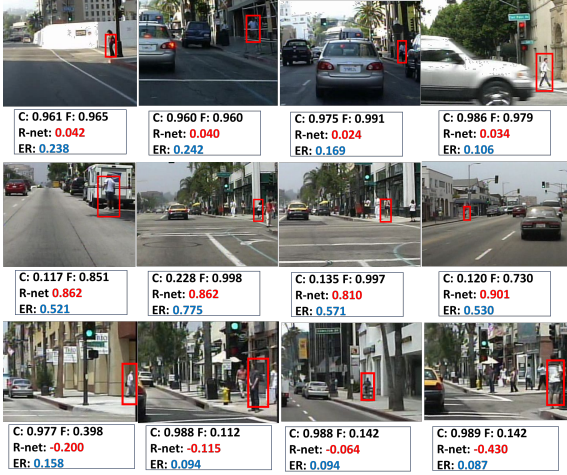 C: 0.961 F: 0.965
R-net: 0.042
ER: 0.238
C: 0.960 F: 0.960
R-net: 0.040
ER: 0.242
C: 0.975 F: 0.991
R-net: 0.024
ER: 0.169
C: 0.986 F: 0.979
R-net: 0.034
ER: 0.106
C: 0.117 F: 0.851
R-net 0.862
ER: 0.521
C: 0.228 F: 0.998
R-net: 0.862
ER: 0.775
C: 0.135 F: 0.997
R-net: 0.810
ER: 0.571
C: 0.120 F: 0.730
R-net: 0.901
ER: 0.530
C: 0.977 F: 0.398
R-net: -0.200
ER: 0.158
C: 0.988 F: 0.112
R-net: -0.115
ER: 0.094
C: 0.988 F: 0.142
R-net: -0.064
ER: 0.094
C: 0.989 F: 0.142
R-net: -0.430
ER: 0.087